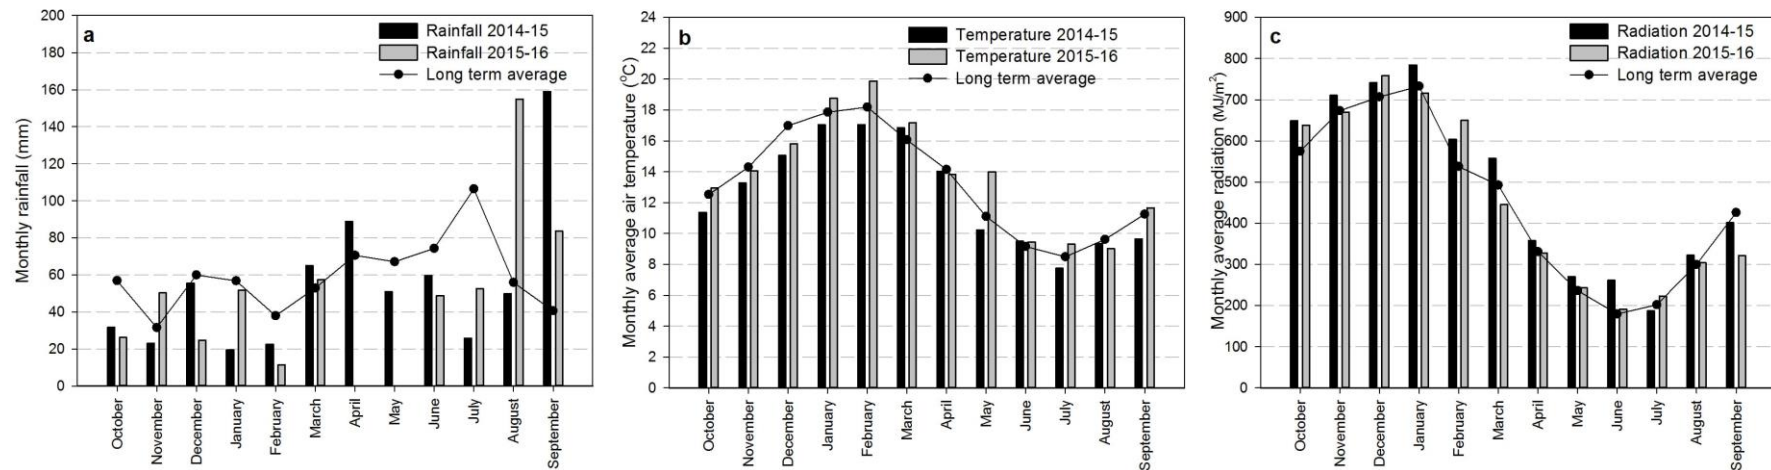 a
Rainfall 2014-15
Rainfall 2015-16
Long term average
Monthly rainfall (mm)
200
180
160
140
120
100
80
60
40
20
0
October
November
December
January
February
March
April
May
June
July
August
September
b
Temperature 2014-15
Temperature 2015-16
Long term average
Monthly average air temperature (°C)
24
22
20
18
16
14
12
10
8
6
4
2
0
October
November
December
January
February
March
April
May
June
July
August
September
c
Radiation 2014-15
Radiation 2015-16
Long term average
Monthly average radiation (MJ/m²)
900
800
700
600
500
400
300
200
100
0
October
November
December
January
February
March
April
May
June
July
August
September